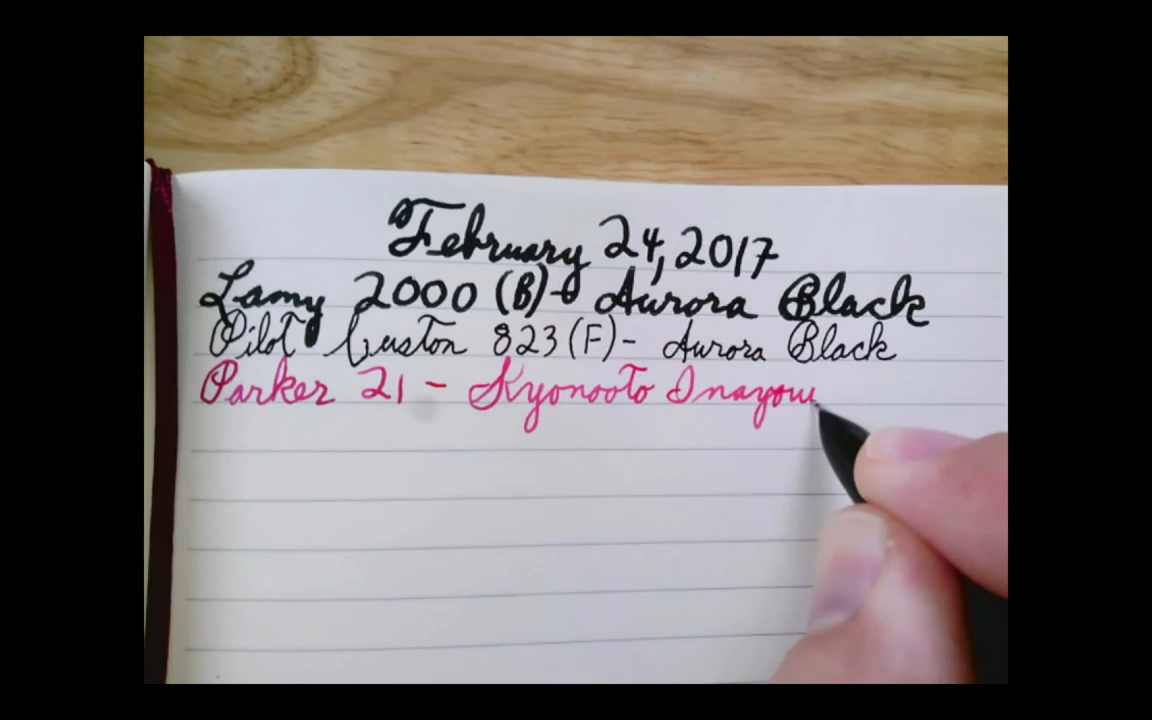 February 24, 2017
Lamy 2000 (B) - Aurora Black
Pilot Custom 823 (F) - Aurora Black
Parker 21 - Kyonooto Inayou